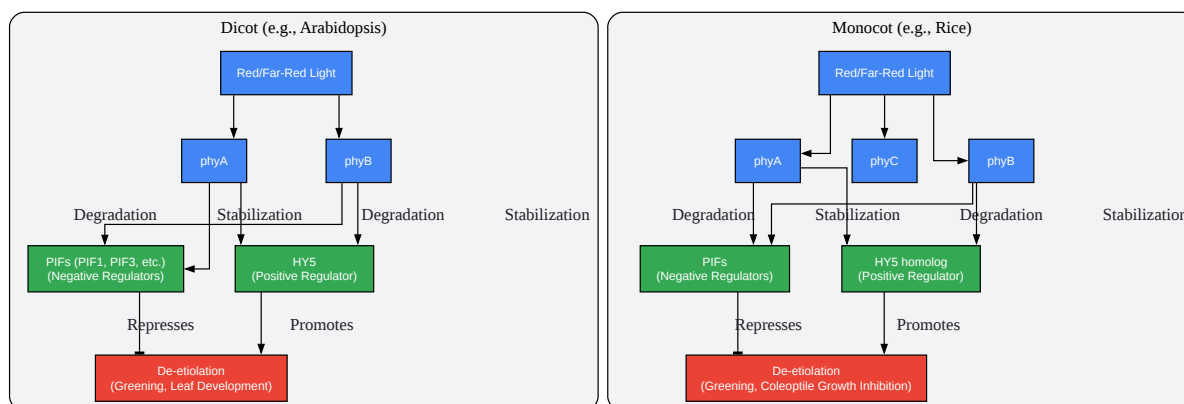 Dicot (e.g., Arabidopsis)
Red/Far-Red Light
phyA
phyB
Degradation
Stabilization
Degradation
Stabilization
PIFs (PIF1, PIF3, etc.)
(Negative Regulators)
HY5
(Positive Regulator)
Represses
Promotes
De-etiolation
(Greening, Leaf Development)
Monocot (e.g., Rice)
Red/Far-Red Light
phyA
phyC
phyB
Degradation
Stabilization
Degradation
Stabilization
PIFs
(Negative Regulators)
HY5 homolog
(Positive Regulator)
Represses
Promotes
De-etiolation
(Greening, Coleoptile Growth Inhibition)